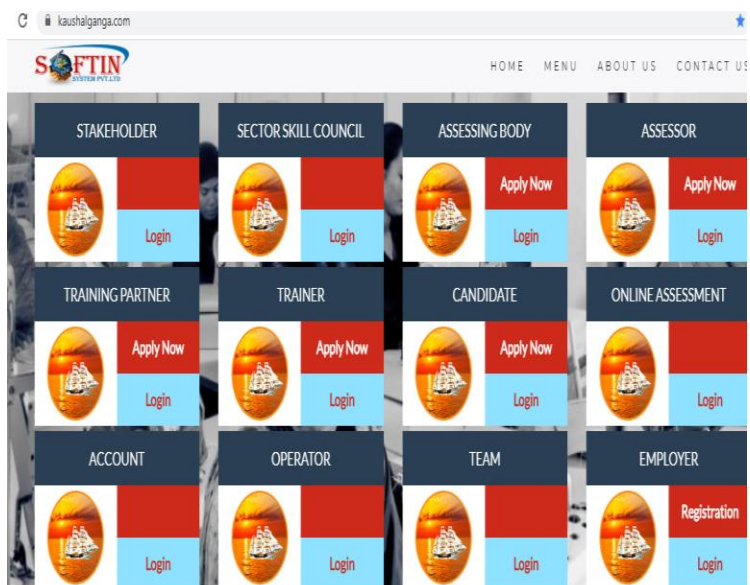 kaushalganga.com
SOFTIN
SYSTEM PVT.LTD
HOME MENU ABOUT US CONTACT US
STAKEHOLDER SECTOR SKILL COUNCIL ASSESSING BODY ASSESSOR
Apply Now Apply Now
Login Login Login Login
TRAINING PARTNER TRAINER CANDIDATE ONLINE ASSESSMENT
Apply Now Apply Now Apply Now
Login Login Login Login
ACCOUNT OPERATOR TEAM EMPLOYER
Registration
Login Login Login Login